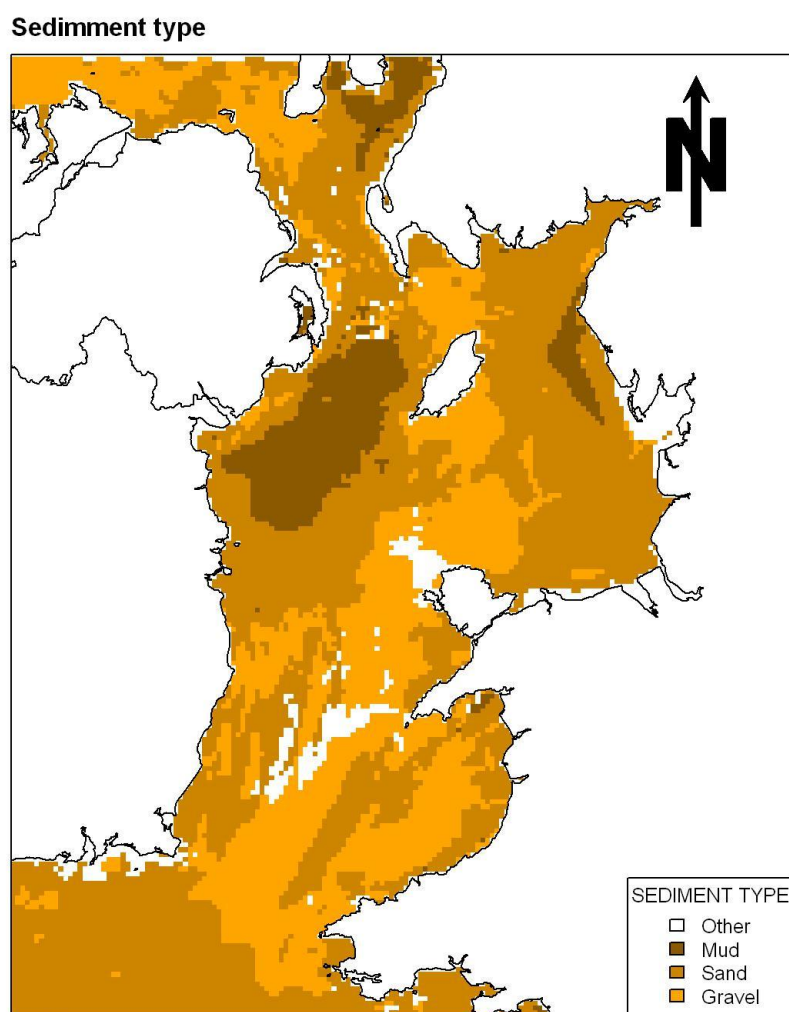 Sedimment type
N
SEDIMENT TYPE
Other
Mud
Sand
Gravel